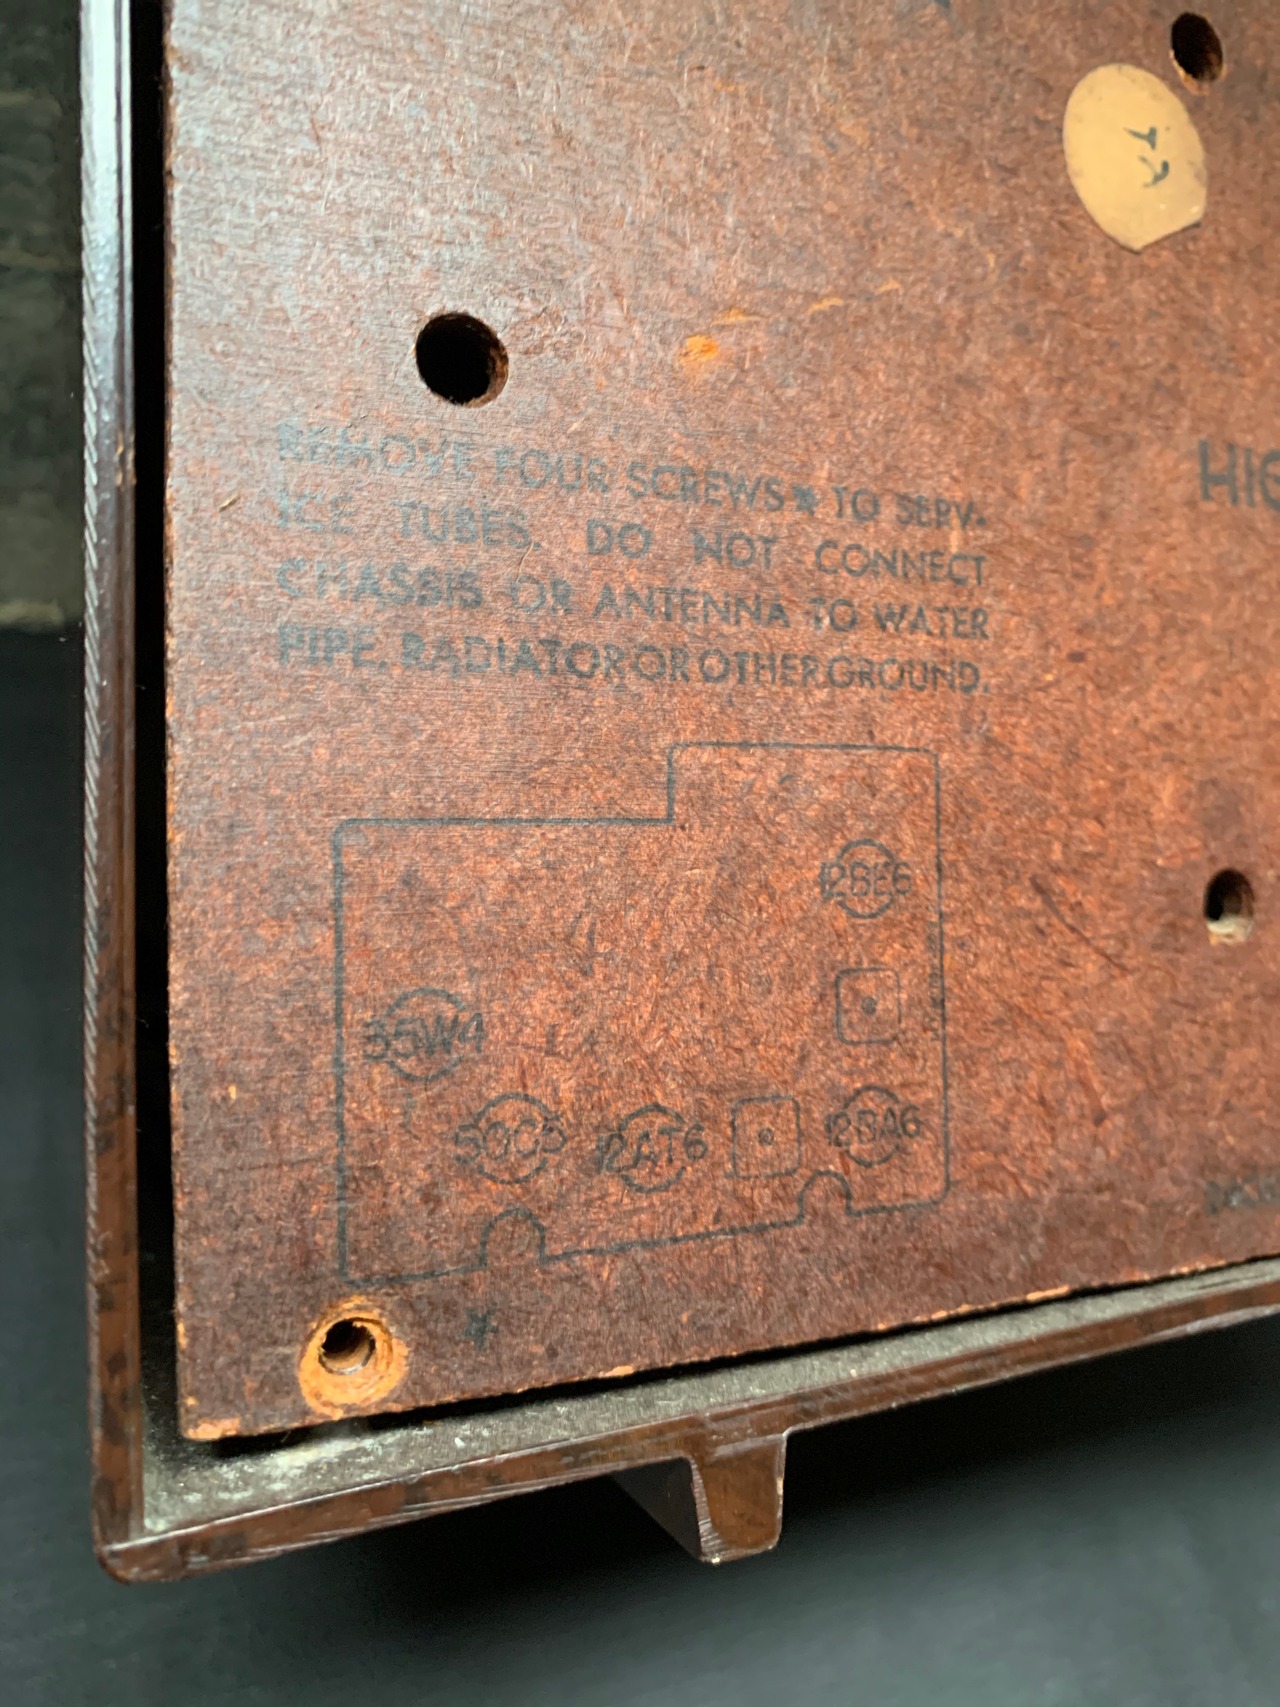 REMOVE FOUR SCREWS * TO SERV-
ICE TUBES. DO NOT CONNECT
CHASSIS OR ANTENNA TO WATER
PIPE, RADIATOR OR OTHER GROUND.
HIG
12BE6
35W4
50C5
12AT6
12BA6
*